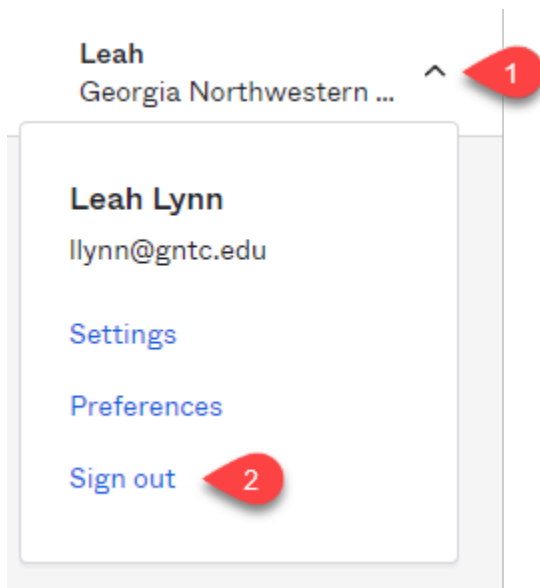 Leah
Georgia Northwestern ...
1
Leah Lynn
llynn@gntc.edu
Settings
Preferences
Sign out
2